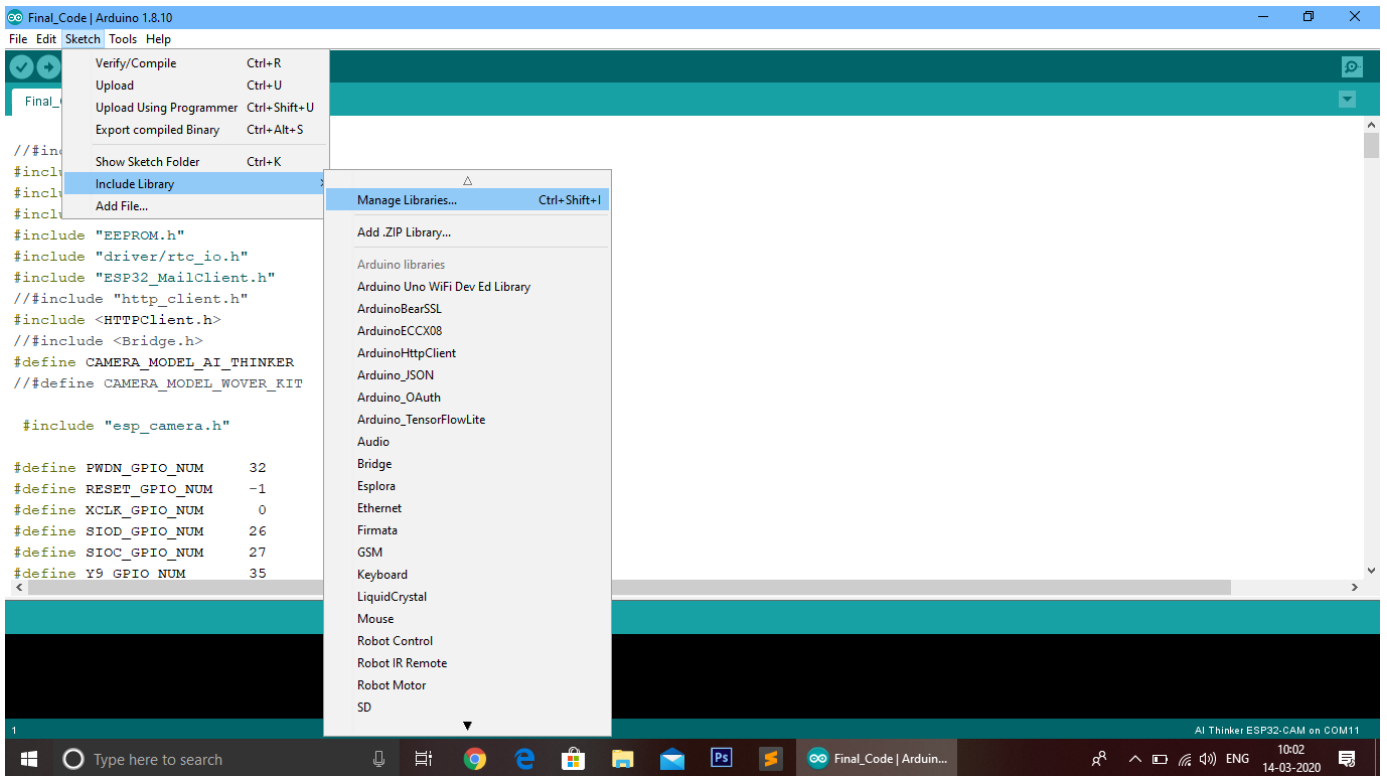 Final_Code | Arduino 1.8.10
File Edit Sketch Tools Help
Verify/Compile Ctrl+R
Upload Ctrl+U
Upload Using Programmer Ctrl+Shift+U
Export compiled Binary Ctrl+Alt+S
Show Sketch Folder Ctrl+K
Include Library
Add File...
Manage Libraries... Ctrl+Shift+I
Add .ZIP Library...
Arduino libraries
Arduino Uno WiFi Dev Ed Library
ArduinoBearSSL
ArduinoECCX08
ArduinoHttpClient
Arduino_JSON
Arduino_OAuth
Arduino_TensorFlowLite
Audio
Bridge
Esplora
Ethernet
Firmata
GSM
Keyboard
LiquidCrystal
Mouse
Robot Control
Robot IR Remote
Robot Motor
SD
Final_
//#inc
#inclu
#inclu
#inclu
#include "EEPROM.h"
#include "driver/rtc_io.h"
#include "ESP32_MailClient.h"
//#include "http_client.h"
#include <HTTPClient.h>
//#include <Bridge.h>
#define CAMERA_MODEL_AI_THINKER
//#define CAMERA_MODEL_WOVER_KIT
#include "esp_camera.h"
#define PWDN_GPIO_NUM 32
#define RESET_GPIO_NUM -1
#define XCLK_GPIO_NUM 0
#define SIOD_GPIO_NUM 26
#define SIOC_GPIO_NUM 27
#define Y9_GPIO_NUM 35
1
AI Thinker ESP32-CAM on COM11
Type here to search
Ps
Final_Code | Arduin...
ENG
10:02
14-03-2020